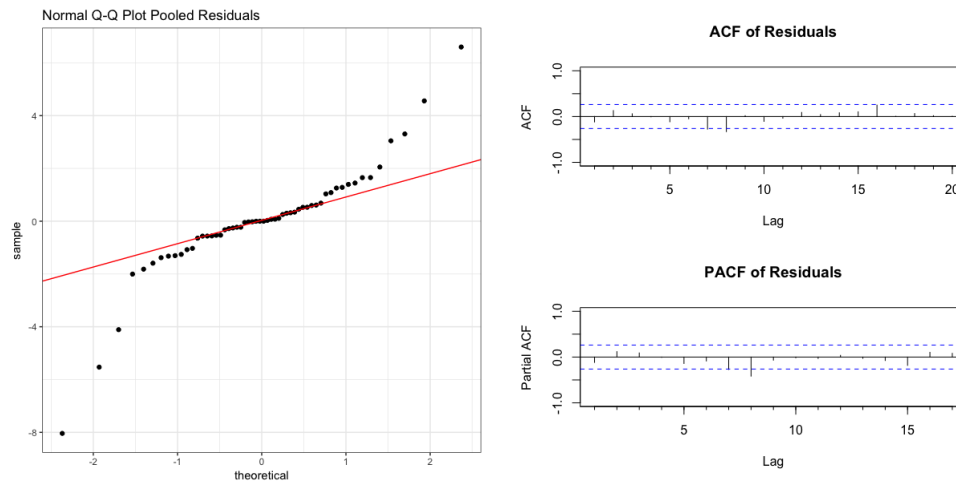 Normal Q-Q Plot Pooled Residuals
4
0
-4
-8
sample
-2
-1
0
1
2
theoretical
ACF of Residuals
1.0
0.0
-1.0
ACF
5
10
15
20
Lag
PACF of Residuals
1.0
0.0
-1.0
Partial ACF
5
10
15
Lag